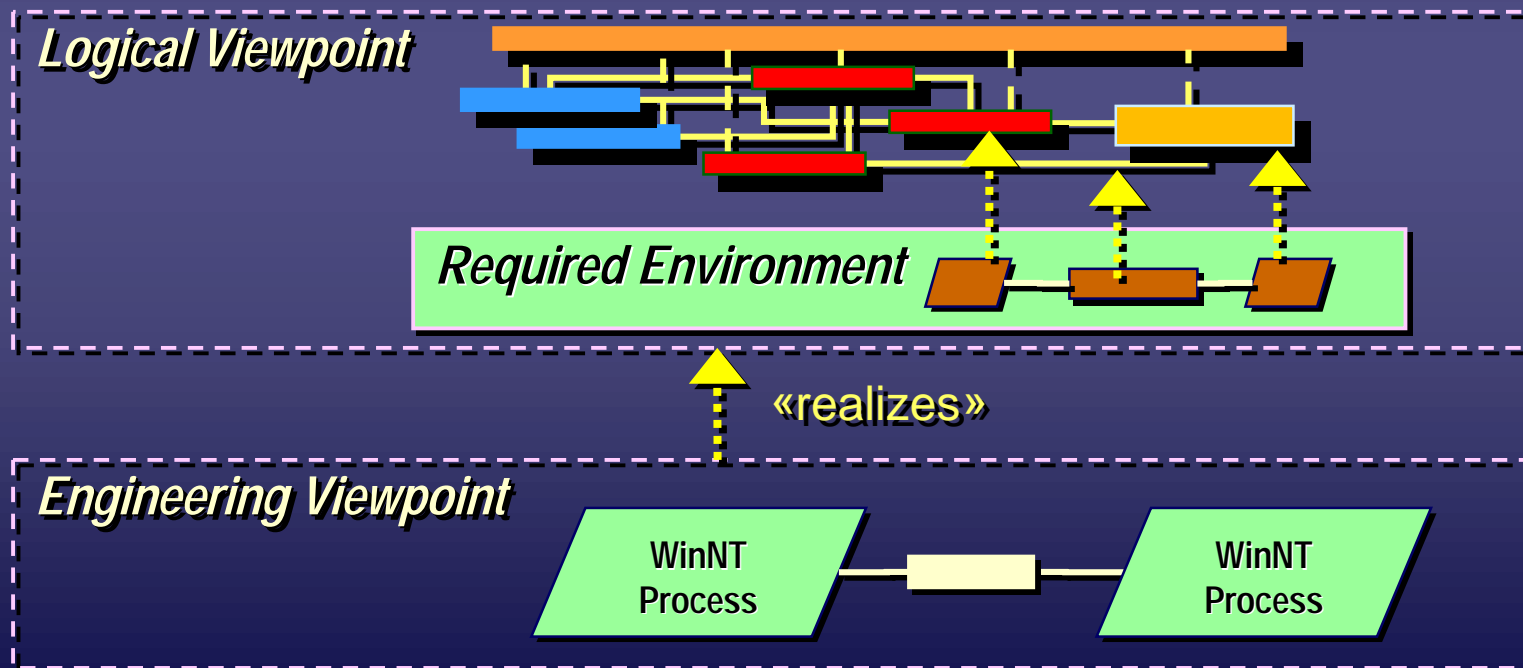 Logical Viewpoint
Required Environment
«realizes»
Engineering Viewpoint
WinNT
Process
WinNT
Process